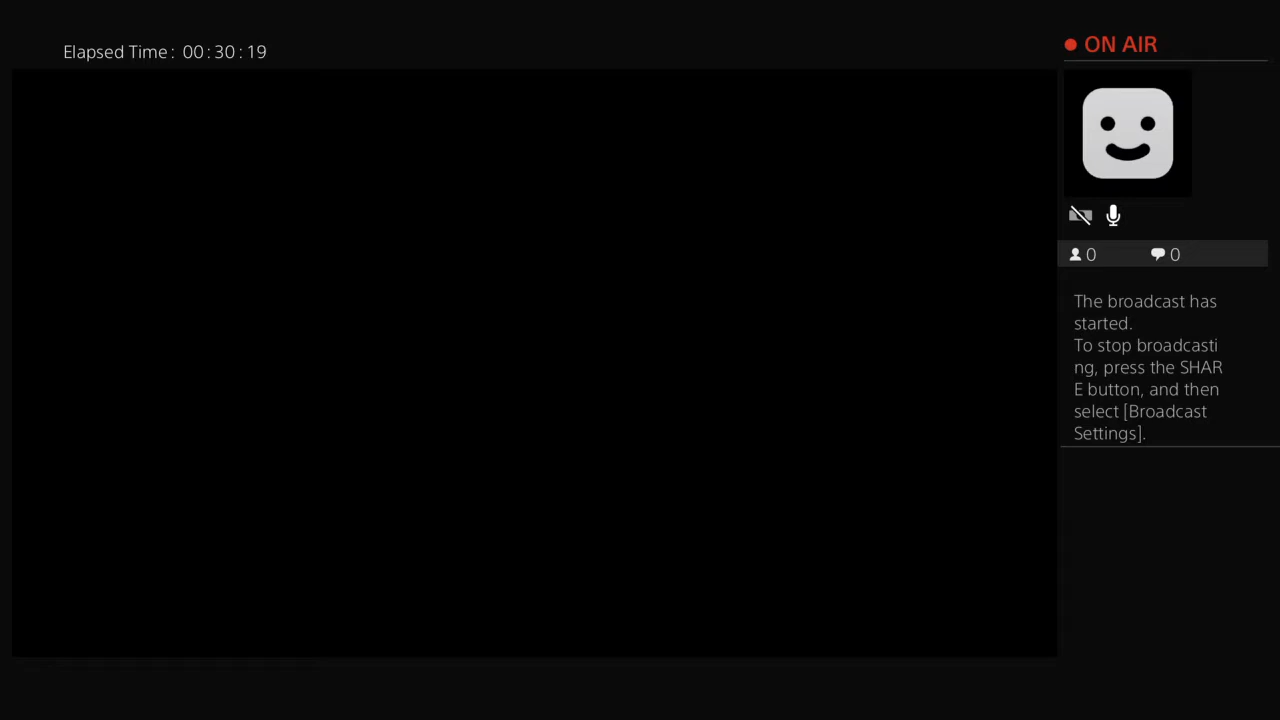 Elapsed Time: 00:30:19
ON AIR
0 0
The broadcast has
started.
To stop broadcasti
ng, press the SHAR
E button, and then
select [Broadcast
Settings].